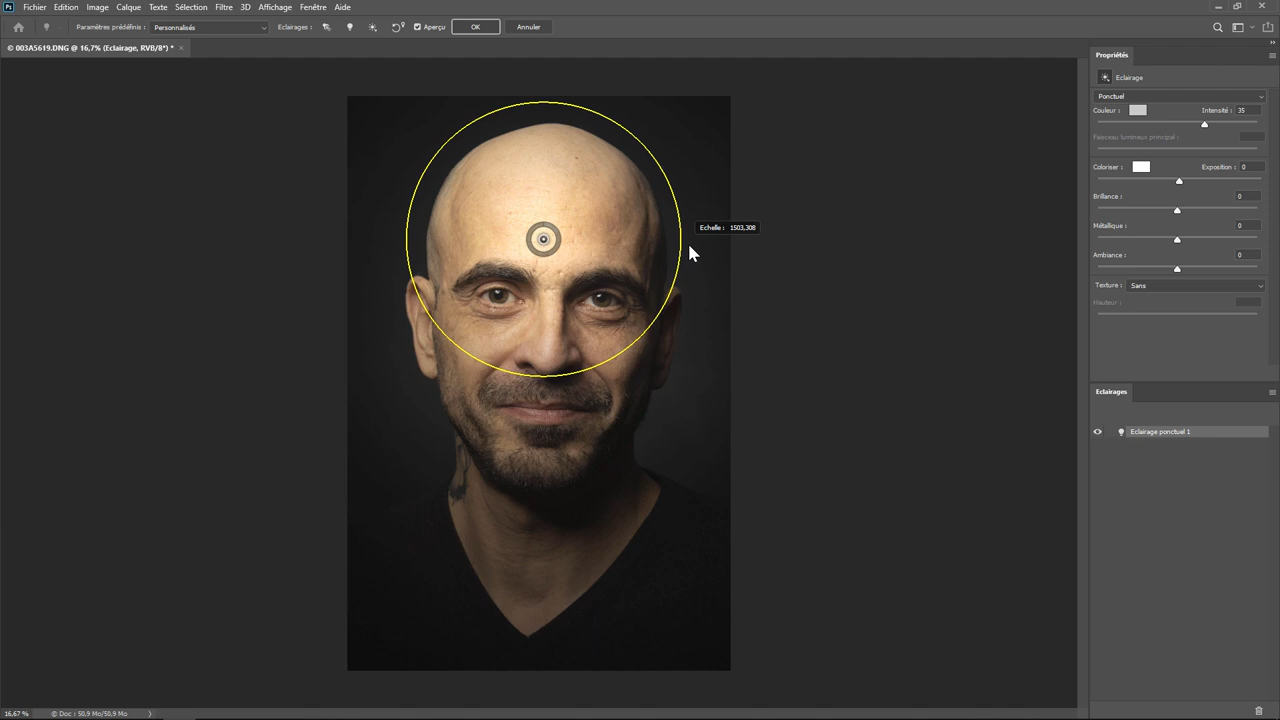 Ps Fichier Edition Image Calque Texte Sélection Filtre 3D Affichage Fenêtre Aide
Paramètres prédéfinis : Personnalisés Eclairages : Aperçu OK Annuler
© 003A5619.DNG @ 16,7% (Eclairage, RVB/8*) * ×
Propriétés
Eclairage
Ponctuel
Couleur : Intensité : 35
Faisceau lumineux principal :
Coloriser : Exposition : 0
Brillance : 0
Métallique : 0
Ambiance : 0
Texture : Sans
Hauteur :
Echelle : 1503,308
Eclairages
Eclairage ponctuel 1
16,67 % © Doc : 50,9 Mo/50,9 Mo